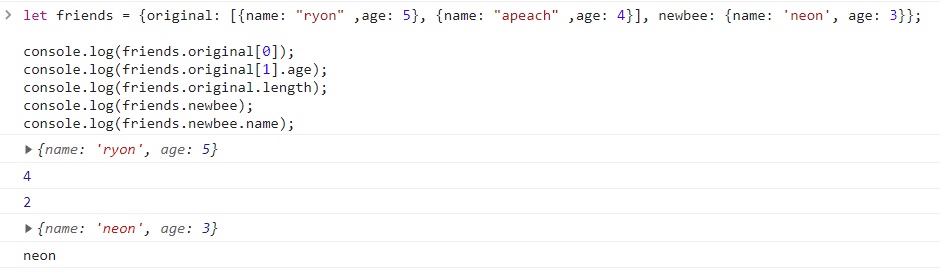 let friends = {original: [{name: "ryon" ,age: 5}, {name: "apeach" ,age: 4}], newbee: {name: 'neon', age: 3}};
console.log(friends.original[0]);
console.log(friends.original[1].age);
console.log(friends.original.length);
console.log(friends.newbee);
console.log(friends.newbee.name);
{name: 'ryon', age: 5}
4
2
{name: 'neon', age: 3}
neon